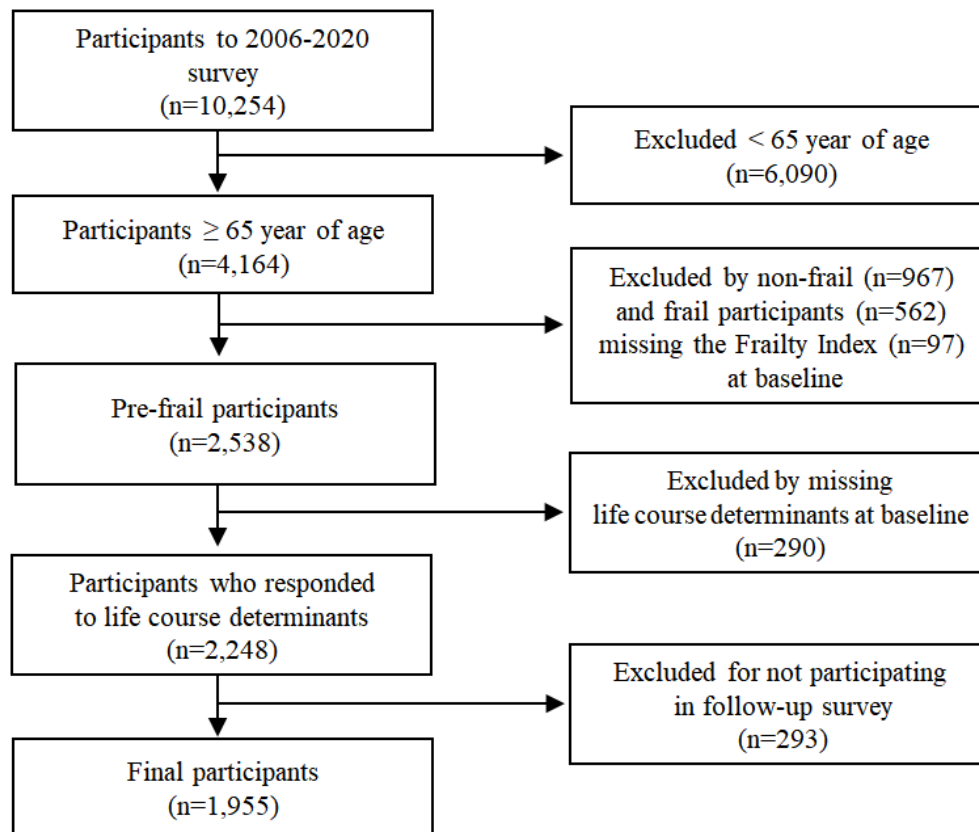 Participants to 2006-2020
survey
(n=10,254)
Excluded < 65 year of age
(n=6,090)
Participants ≥ 65 year of age
(n=4,164)
Excluded by non-frail (n=967)
and frail participants (n=562)
missing the Frailty Index (n=97)
at baseline
Pre-frail participants
(n=2,538)
Excluded by missing
life course determinants at baseline
(n=290)
Participants who responded
to life course determinants
(n=2,248)
Excluded for not participating
in follow-up survey
(n=293)
Final participants
(n=1,955)